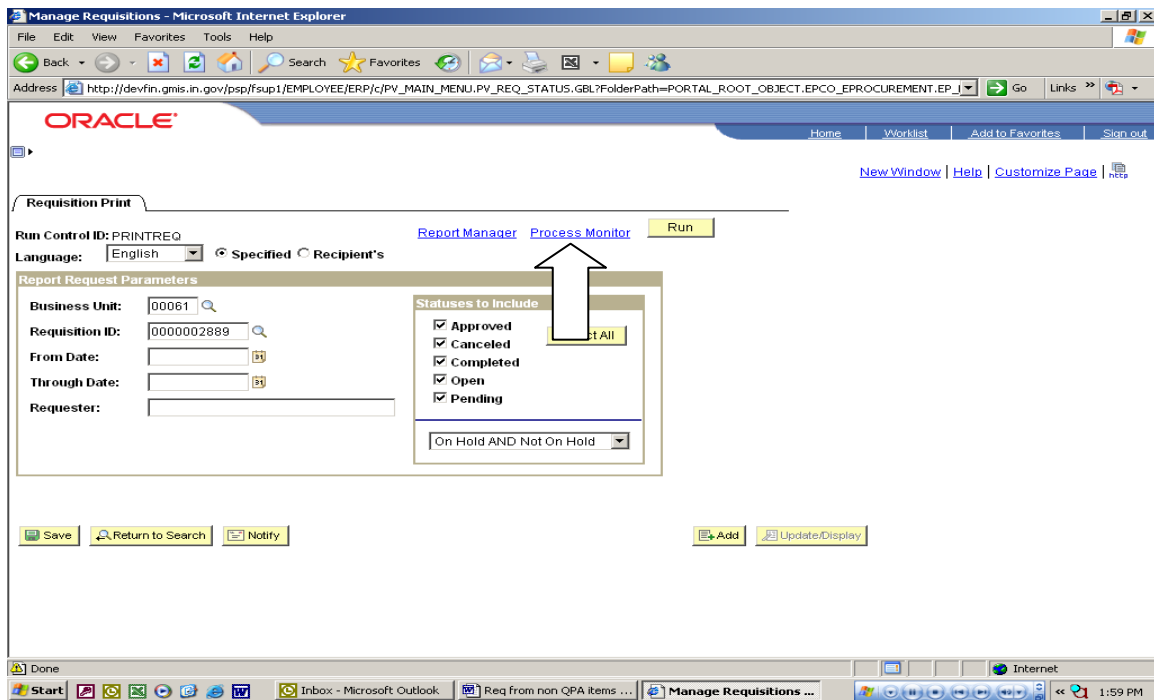 Manage Requisitions - Microsoft Internet Explorer
File Edit View Favorites Tools Help
Back Search Favorites
Address http://devfin.gmis.in.gov/psp/fsup1/EMPLOYEE/ERP/c/PV_MAIN_MENU.PV_REQ_STATUS.GBL?FolderPath=PORTAL_ROOT_OBJECT.EPCO_EPROCUREMENT.EP_ Go Links »
ORACLE
Home Worklist Add to Favorites Sign out
New Window | Help | Customize Page | http
Requisition Print
Run Control ID: PRINTREQ Report Manager Process Monitor Run
Language: English Specified Recipient's
Report Request Parameters
Business Unit: 00061 Statuses to Include
Requisition ID: 0000002889 Approved All
Canceled
From Date: 31 Completed
Through Date: 31 Open
Requester: Pending
On Hold AND Not On Hold
Save Return to Search Notify Add Update/Display
Done Internet
Start Inbox - Microsoft Outlook Req from non QPA items ... Manage Requisitions ... « 1:59 PM